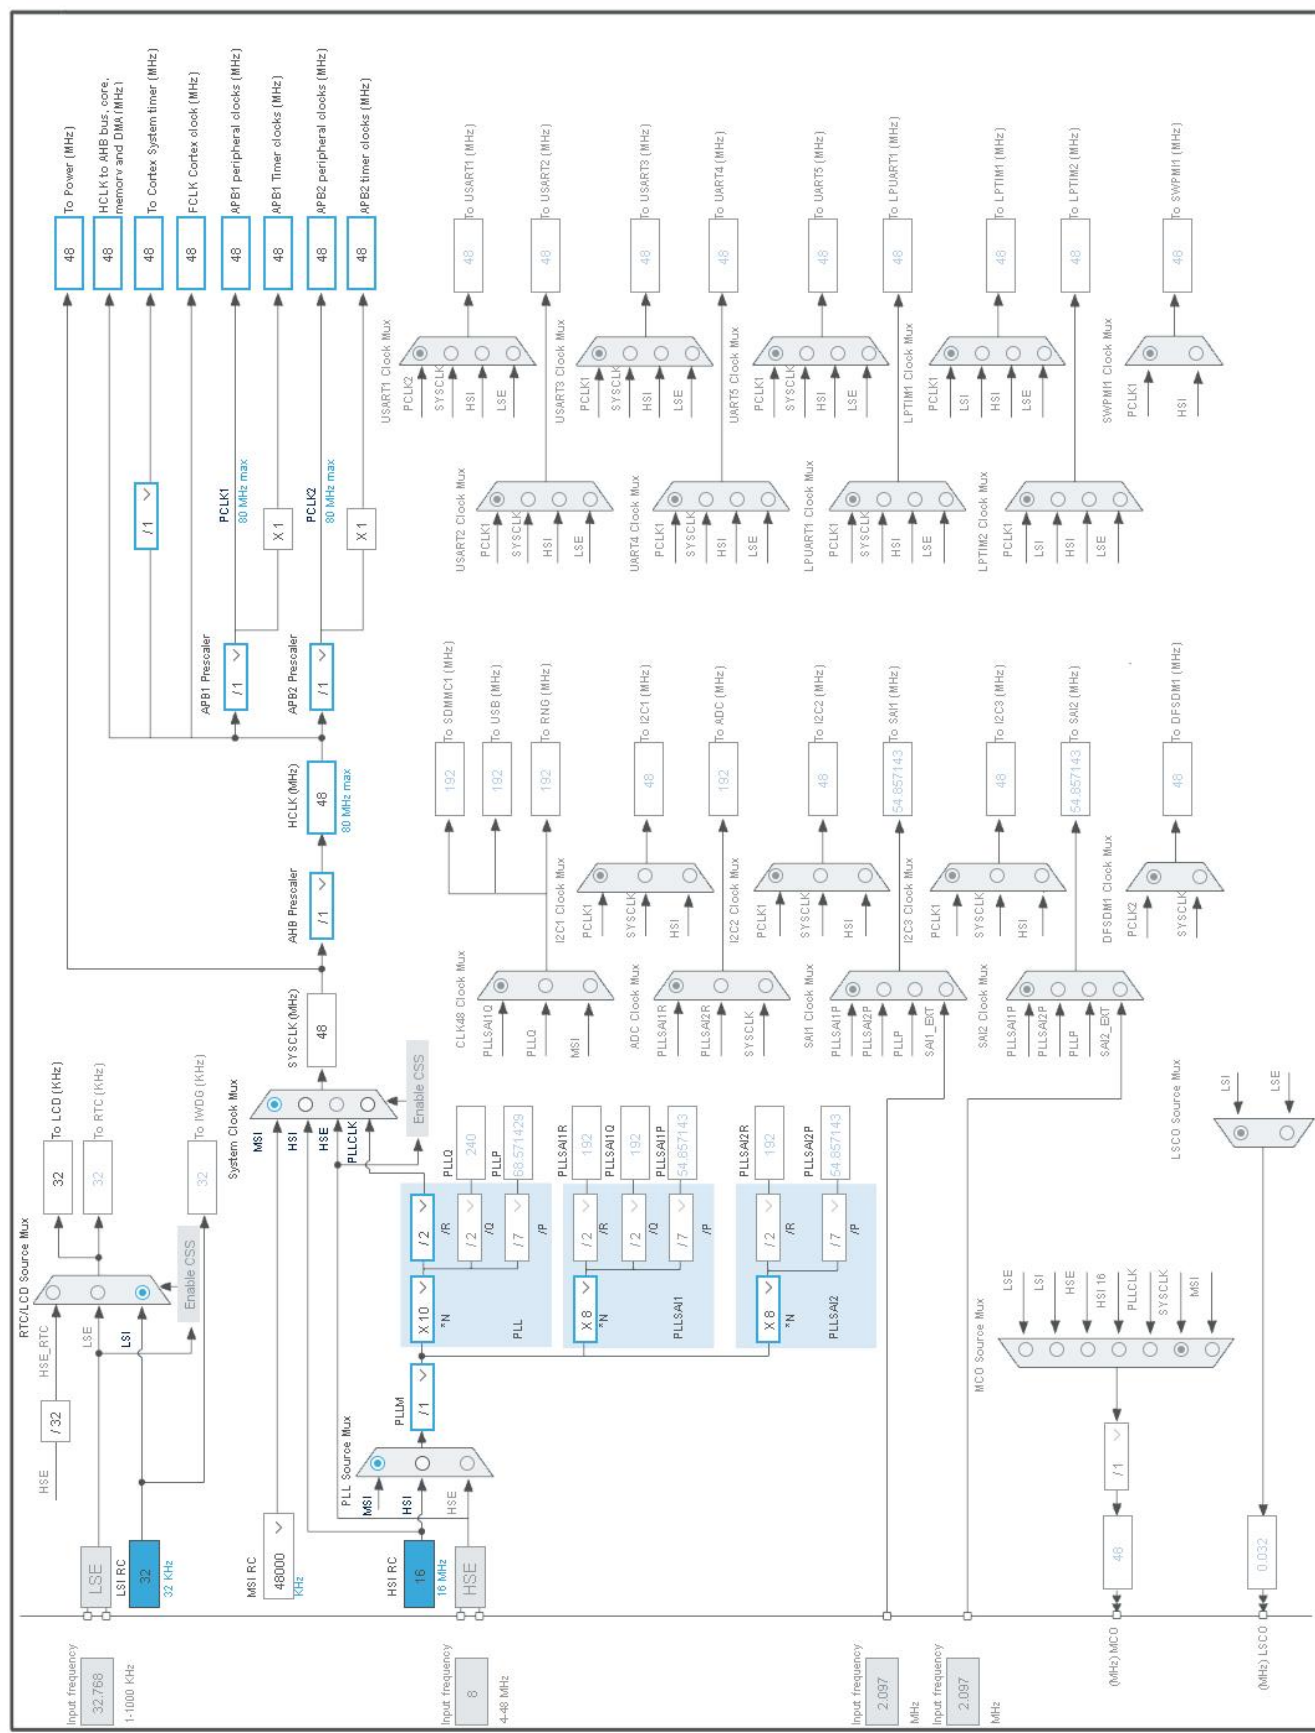 Input frequency
32.768
1-1000 KHz
LSE
LSI RC
32
32 KHz
HSE
/ 32
HSE_RTC
LSE
LSI
RTC/LCD Source Mux
Enable CSS
32
To LCD (KHz)
32
To RTC (KHz)
32
To IWDG (KHz)
MSI RC
48000
KHz
HSI RC
16
16 MHz
HSE
Input frequency
8
4-48 MHz
PLL Source Mux
MSI
HSI
HSE
PLLM
/ 1
X 10
*N
PLL
/ 2
/R
/ 2
/Q
/ 7
/P
PLLQ
240
PLLP
68.571429
X 8
*N
PLLSAI1
/ 2
/R
/ 2
/Q
/ 7
/P
PLLSAI1R
192
PLLSAI1Q
192
PLLSAI1P
54.857143
X 8
*N
PLLSAI2
/ 2
/R
/ 7
/P
PLLSAI2R
192
PLLSAI2P
54.857143
System Clock Mux
MSI
HSI
HSE
PLLCLK
Enable CSS
SYSCLK (MHz)
48
AHB Prescaler
/ 1
HCLK (MHz)
48
80 MHz max
APB1 Prescaler
/ 1
PCLK1
80 MHz max
X 1
APB2 Prescaler
/ 1
PCLK2
80 MHz max
X 1
/ 1
48
To Power (MHz)
48
HCLK to AHB bus, core,
memory and DMA (MHz)
48
To Cortex System timer (MHz)
48
FCLK Cortex clock (MHz)
48
APB1 peripheral clocks (MHz)
48
APB1 Timer clocks (MHz)
48
APB2 peripheral clocks (MHz)
48
APB2 timer clocks (MHz)
CLK48 Clock Mux
PLLSAI1Q
PLLQ
MSI
192
To SDMMC1 (MHz)
192
To USB (MHz)
192
To RNG (MHz)
I2C1 Clock Mux
PCLK1
SYSCLK
HSI
48
To I2C1 (MHz)
ADC Clock Mux
PLLSAI1R
PLLSAI2R
SYSCLK
192
To ADC (MHz)
I2C2 Clock Mux
PCLK1
SYSCLK
HSI
48
To I2C2 (MHz)
SAI1 Clock Mux
PLLSAI1P
PLLSAI2P
PLLP
SAI1_EXT
54.857143
To SAI1 (MHz)
I2C3 Clock Mux
PCLK1
SYSCLK
HSI
48
To I2C3 (MHz)
SAI2 Clock Mux
PLLSAI1P
PLLSAI2P
PLLP
SAI2_EXT
54.857143
To SAI2 (MHz)
DFSDM1 Clock Mux
PCLK2
SYSCLK
48
To DFSDM1 (MHz)
USART1 Clock Mux
PCLK2
SYSCLK
HSI
LSE
48
To USART1 (MHz)
USART2 Clock Mux
PCLK1
SYSCLK
HSI
LSE
48
To USART2 (MHz)
USART3 Clock Mux
PCLK1
SYSCLK
HSI
LSE
48
To USART3 (MHz)
UART4 Clock Mux
PCLK1
SYSCLK
HSI
LSE
48
To UART4 (MHz)
UART5 Clock Mux
PCLK1
SYSCLK
HSI
LSE
48
To UART5 (MHz)
LPUART1 Clock Mux
PCLK1
SYSCLK
HSI
LSE
48
To LPUART1 (MHz)
LPTIM1 Clock Mux
PCLK1
LSI
HSI
LSE
48
To LPTIM1 (MHz)
LPTIM2 Clock Mux
PCLK1
LSI
HSI
LSE
48
To LPTIM2 (MHz)
SWPMI1 Clock Mux
PCLK1
HSI
48
To SWPMI1 (MHz)
Input frequency
2.097
MHz
Input frequency
2.097
MHz
MCO Source Mux
LSE
LSI
HSE
HSI 16
PLLCLK
SYSCLK
MSI
/ 1
48
(MHz) MCO
LSCO Source Mux
LSI
LSE
0.032
(MHz) LSCO